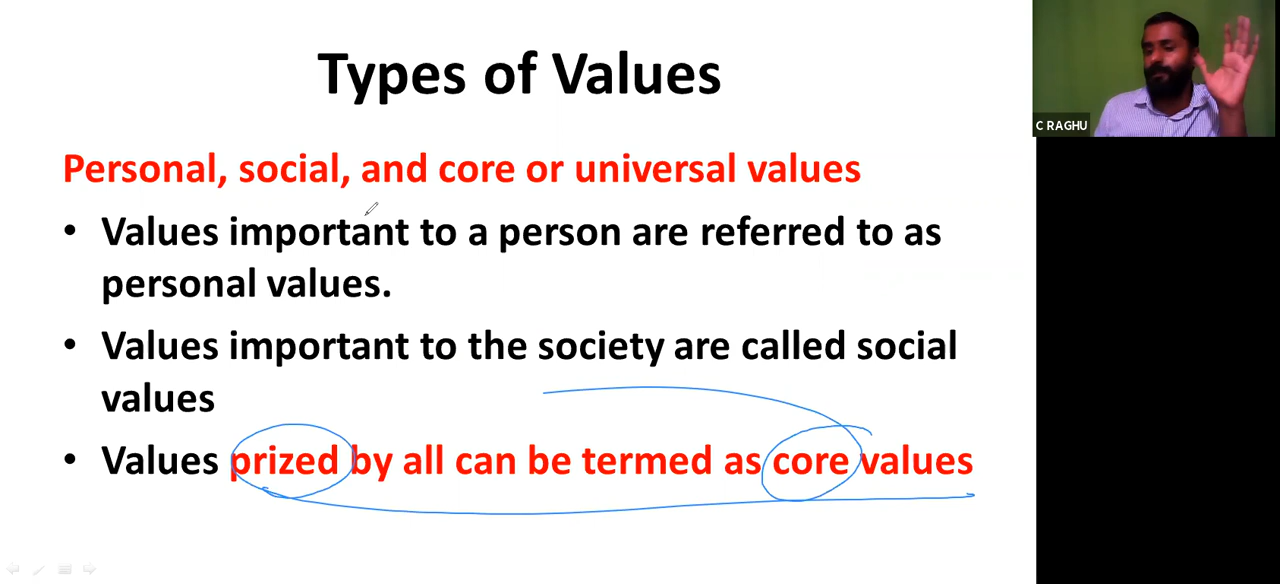 Types of Values
C RAGHU
Personal, social, and core or universal values
• Values important to a person are referred to as
personal values.
• Values important to the society are called social
values
• Values prized by all can be termed as core values